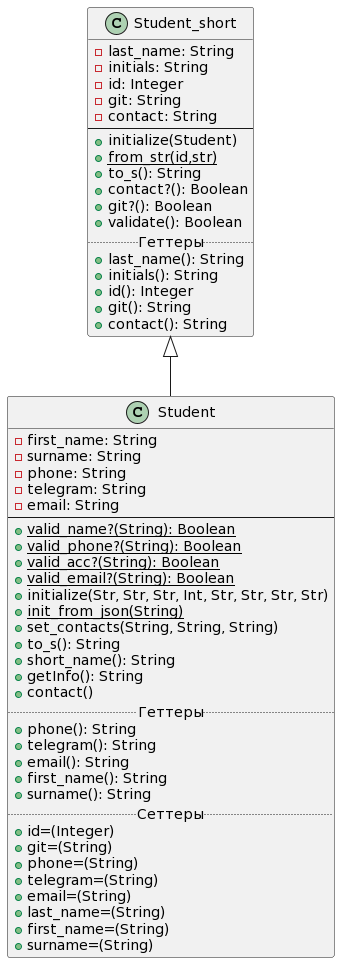 C Student_short
last_name: String
initials: String
id: Integer
git: String
contact: String
initialize(Student)
from_str(id,str)
to_s(): String
contact?(): Boolean
git?(): Boolean
validate(): Boolean
Геттеры
last_name(): String
initials(): String
id(): Integer
git(): String
contact(): String
C Student
first_name: String
surname: String
phone: String
telegram: String
email: String
valid_name?(String): Boolean
valid_phone?(String): Boolean
valid_acc?(String): Boolean
valid_email?(String): Boolean
initialize(Str, Str, Str, Int, Str, Str, Str, Str)
init_from_json(String)
set_contacts(String, String, String)
to_s(): String
short_name(): String
getInfo(): String
contact()
Геттеры
phone(): String
telegram(): String
email(): String
first_name(): String
surname(): String
Сеттеры
id=(Integer)
git=(String)
phone=(String)
telegram=(String)
email=(String)
last_name=(String)
first_name=(String)
surname=(String)